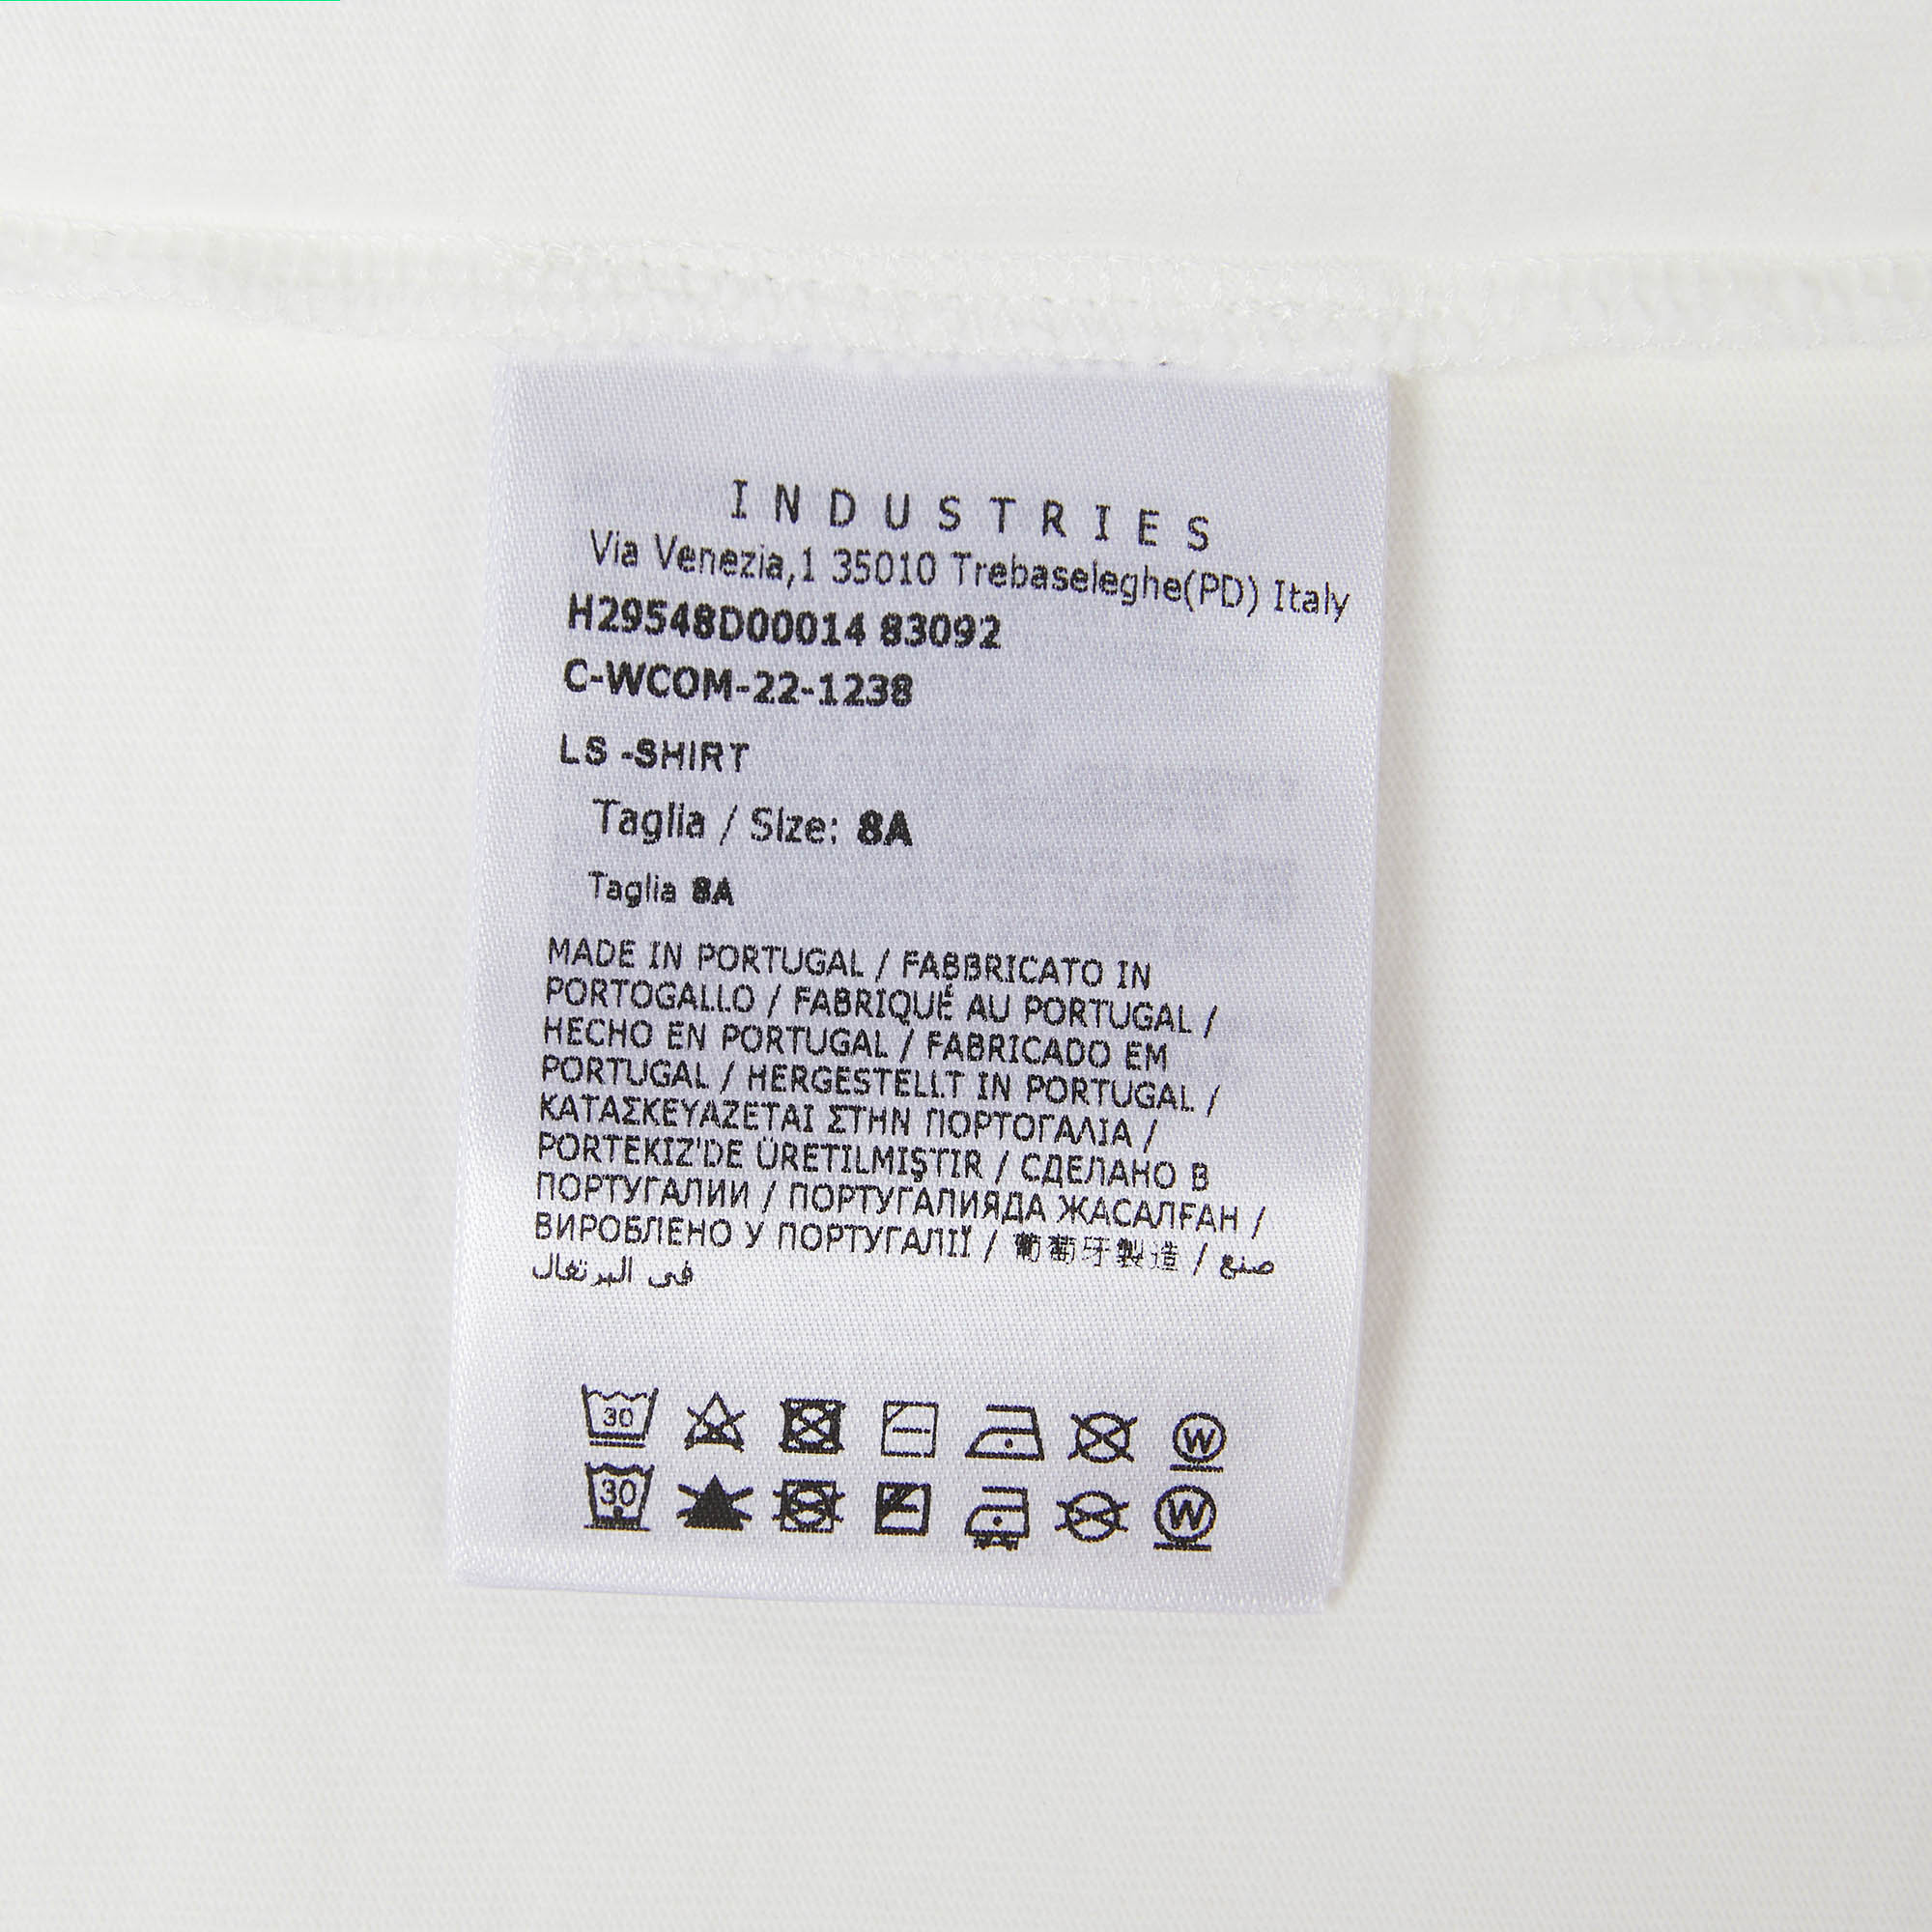 INDUSTRIES
Via Venezia,1 35010 Trebaseleghe(PD) Italy
H29548D00014 83092
C-WCOM-22-1238
LS -SHIRT
Taglia / Size: 8A
Taglia 8A
MADE IN PORTUGAL / FABBRICATO IN
PORTOGALLO / FABRIQUÉ AU PORTUGAL /
HECHO EN PORTUGAL / FABRICADO EM
PORTUGAL / HERGESTELLT IN PORTUGAL /
ΚΑΤΑΣΚΕΥΑΖΕΤΑΙ ΣΤΗΝ ΠΟΡΤΟΓΑΛΙΑ /
PORTEKIZ'DE ÜRETILMIŞTIR / СДЕЛАНО В
ПОРТУГАЛИИ / ПОРТУГАЛИЯДА ЖАСАЛҒАН /
ВИРОБЛЕНО У ПОРТУГАЛІЇ / 葡萄牙製造 / صنع
في البرتغال
30 W
30 W